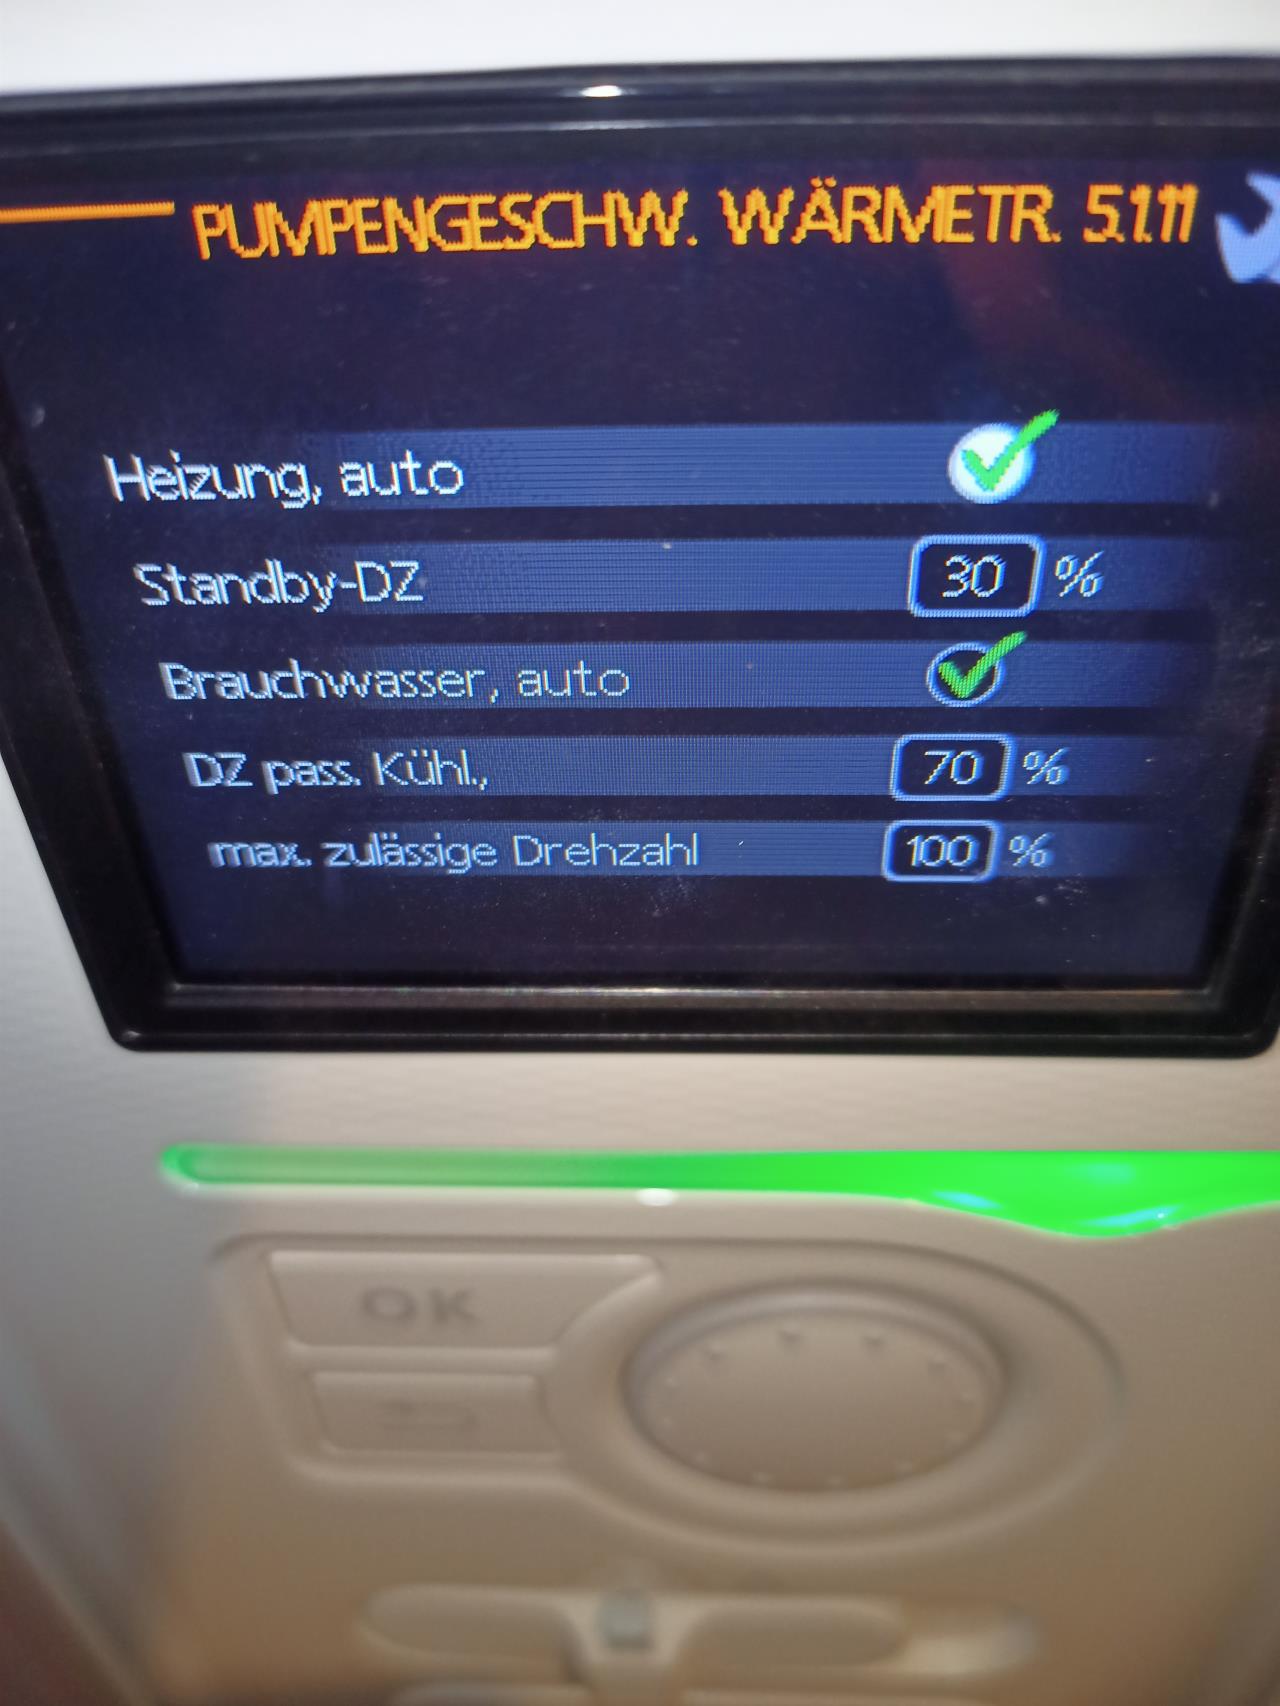 PUMPENGESCHW. WÄRMETR. 5.1.11
Heizung, auto
Standby-DZ 30 %
Brauchwasser, auto
DZ pass. Kühl., 70 %
max. zulässige Drehzahl 100 %
OK